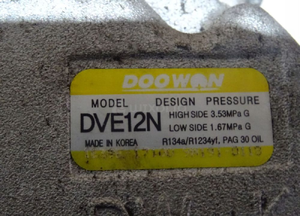 DOOWON
MODEL DESIGN PRESSURE
DVE12N HIGH SIDE 3.53MPa G
LOW SIDE 1.67MPa G
MADE IN KOREA R134a/R1234yf, PAG 30 OIL